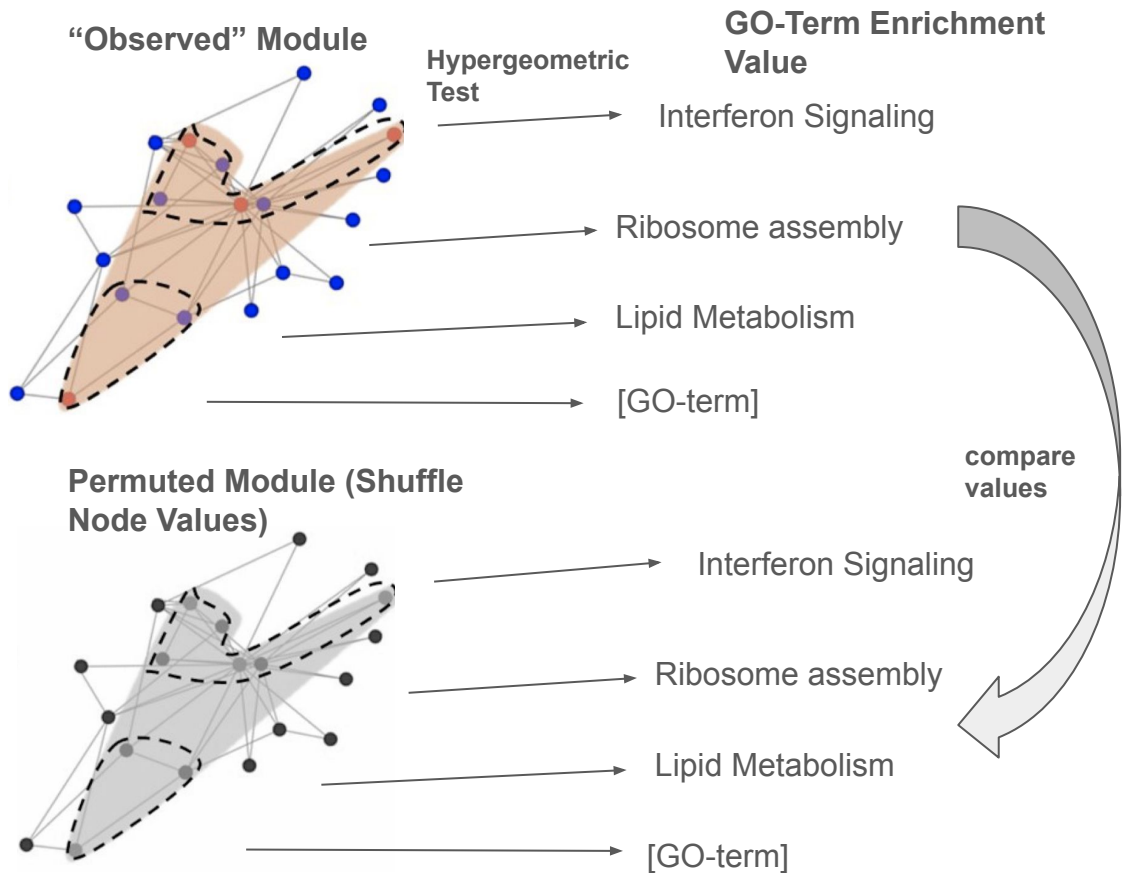 “Observed” Module
Hypergeometric
Test
GO-Term Enrichment
Value
Interferon Signaling
Ribosome assembly
Lipid Metabolism
[GO-term]
compare
values
Permuted Module (Shuffle
Node Values)
Interferon Signaling
Ribosome assembly
Lipid Metabolism
[GO-term]